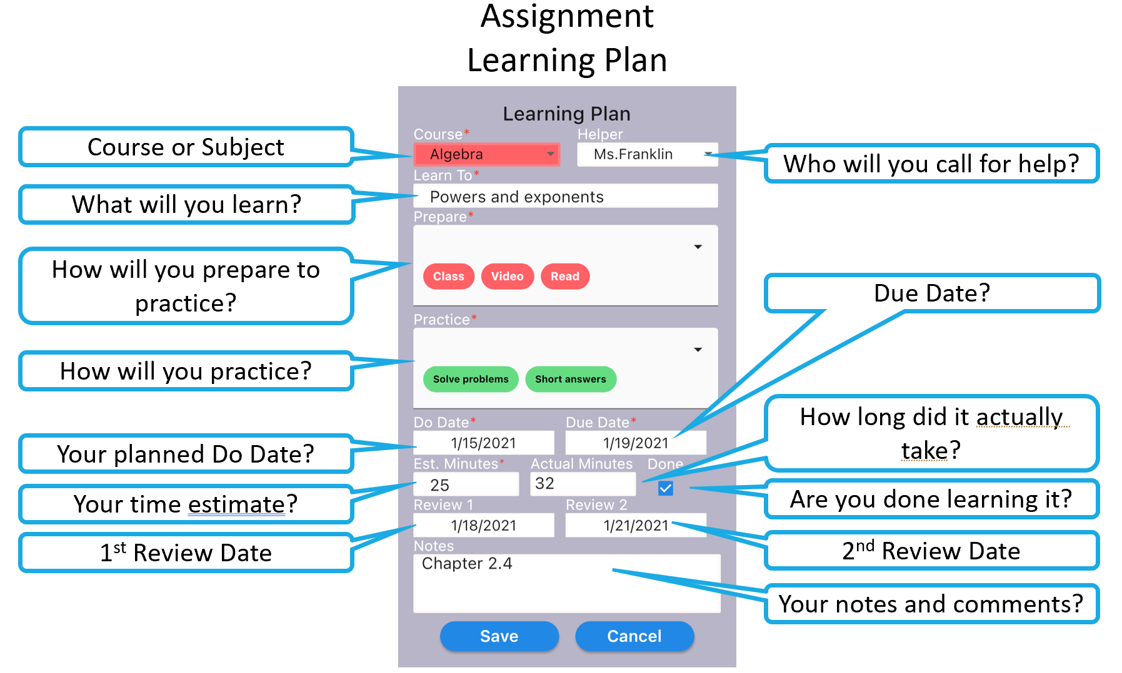 Assignment
Learning Plan
Learning Plan
Course*
Helper
Algebra
Ms.Franklin
Learn To*
Powers and exponents
Prepare*
Class
Video
Read
Practice*
Solve problems
Short answers
Do Date*
Due Date*
1/15/2021
1/19/2021
Est. Minutes*
Actual Minutes
Done
25
32
Review 1
Review 2
1/18/2021
1/21/2021
Notes
Chapter 2.4
Save
Cancel
Course or Subject
What will you learn?
How will you prepare to
practice?
How will you practice?
Your planned Do Date?
Your time estimate?
1st Review Date
Who will you call for help?
Due Date?
How long did it actually
take?
Are you done learning it?
2nd Review Date
Your notes and comments?